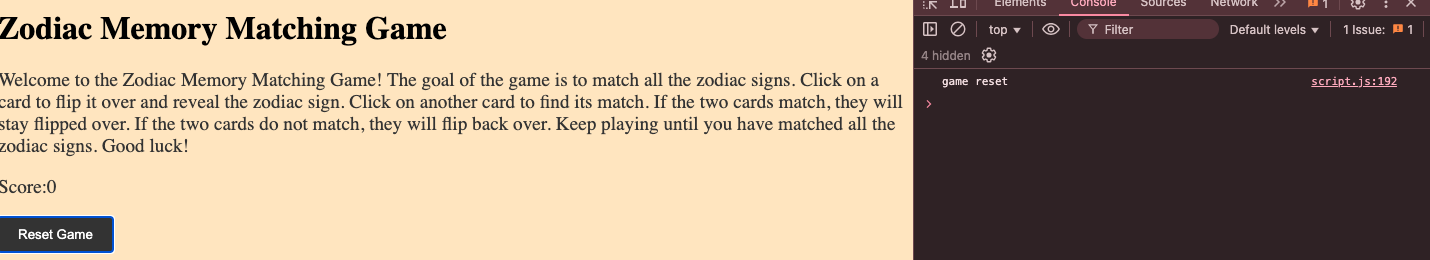 Zodiac Memory Matching Game
Welcome to the Zodiac Memory Matching Game! The goal of the game is to match all the zodiac signs. Click on a
card to flip it over and reveal the zodiac sign. Click on another card to find its match. If the two cards match, they will
stay flipped over. If the two cards do not match, they will flip back over. Keep playing until you have matched all the
zodiac signs. Good luck!
Score:0
Reset Game
Elements Console Sources Network 1
top Filter Default levels 1 Issue: 1
4 hidden
game reset script.js:192